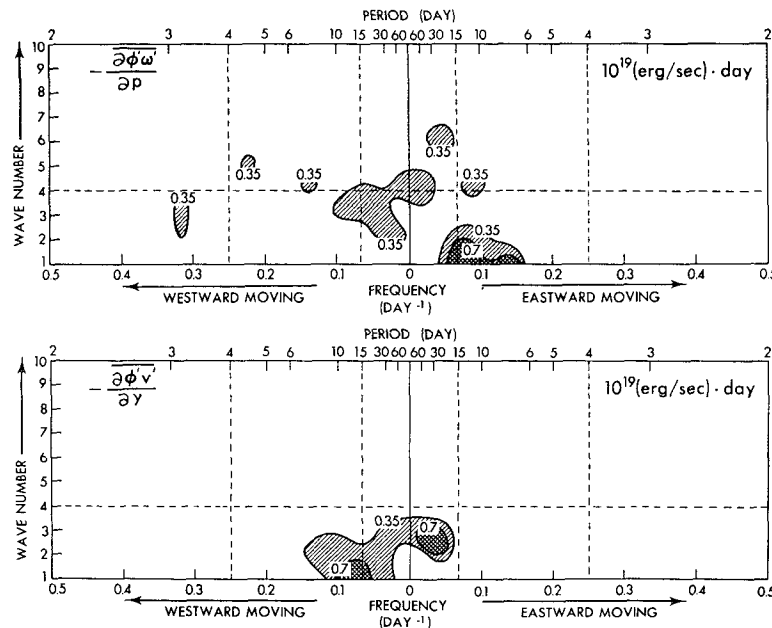 PERIOD (DAY)
2 3 4 5 6 10 15 30 60 60 30 15 10 6 5 4 3 2
WAVE NUMBER
10
9
8
7
6
5
4
3
2
1
− ∂φ'ω' / ∂p
10¹⁹(erg/sec)·day
0.35
0.35
0.35
0.35
0.35
0.35
0.35
0.7
0.5 0.4 0.3 0.2 0.1 0 0.1 0.2 0.3 0.4 0.5
WESTWARD MOVING
FREQUENCY
(DAY⁻¹)
EASTWARD MOVING
PERIOD (DAY)
2 3 4 5 6 10 15 30 60 60 30 15 10 6 5 4 3 2
WAVE NUMBER
10
9
8
7
6
5
4
3
2
1
− ∂φ'v' / ∂y
10¹⁹(erg/sec)·day
0.35
0.7
0.7
0.5 0.4 0.3 0.2 0.1 0 0.1 0.2 0.3 0.4 0.5
WESTWARD MOVING
FREQUENCY
(DAY⁻¹)
EASTWARD MOVING